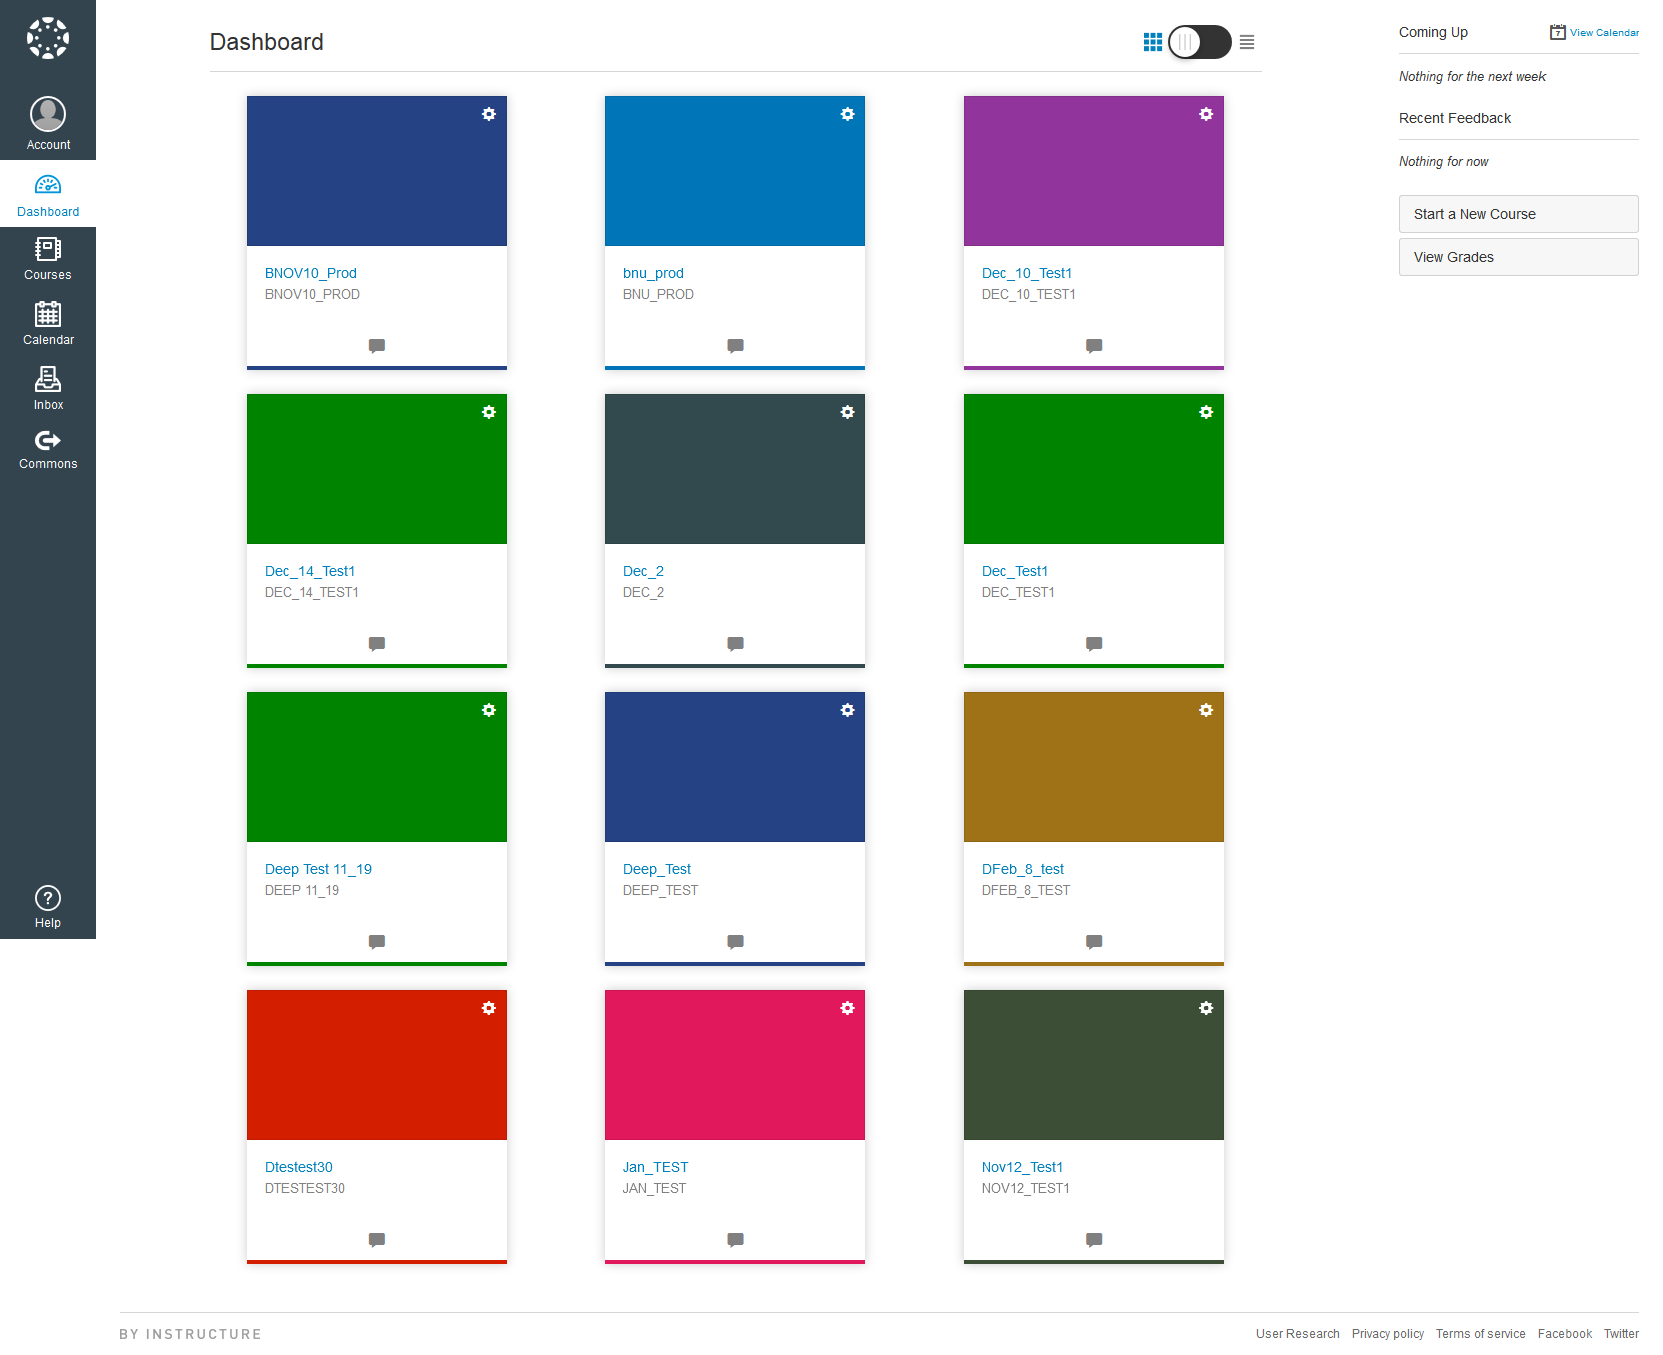 Account
Dashboard
Courses
Calendar
Inbox
Commons
Help
Dashboard
BNOV10_Prod
BNOV10_PROD
bnu_prod
BNU_PROD
Dec_10_Test1
DEC_10_TEST1
Dec_14_Test1
DEC_14_TEST1
Dec_2
DEC_2
Dec_Test1
DEC_TEST1
Deep Test 11_19
DEEP 11_19
Deep_Test
DEEP_TEST
DFeb_8_test
DFEB_8_TEST
Dtestest30
DTESTEST30
Jan_TEST
JAN_TEST
Nov12_Test1
NOV12_TEST1
Coming Up
7 View Calendar
Nothing for the next week
Recent Feedback
Nothing for now
Start a New Course
View Grades
BY INSTRUCTURE
User Research Privacy policy Terms of service Facebook Twitter